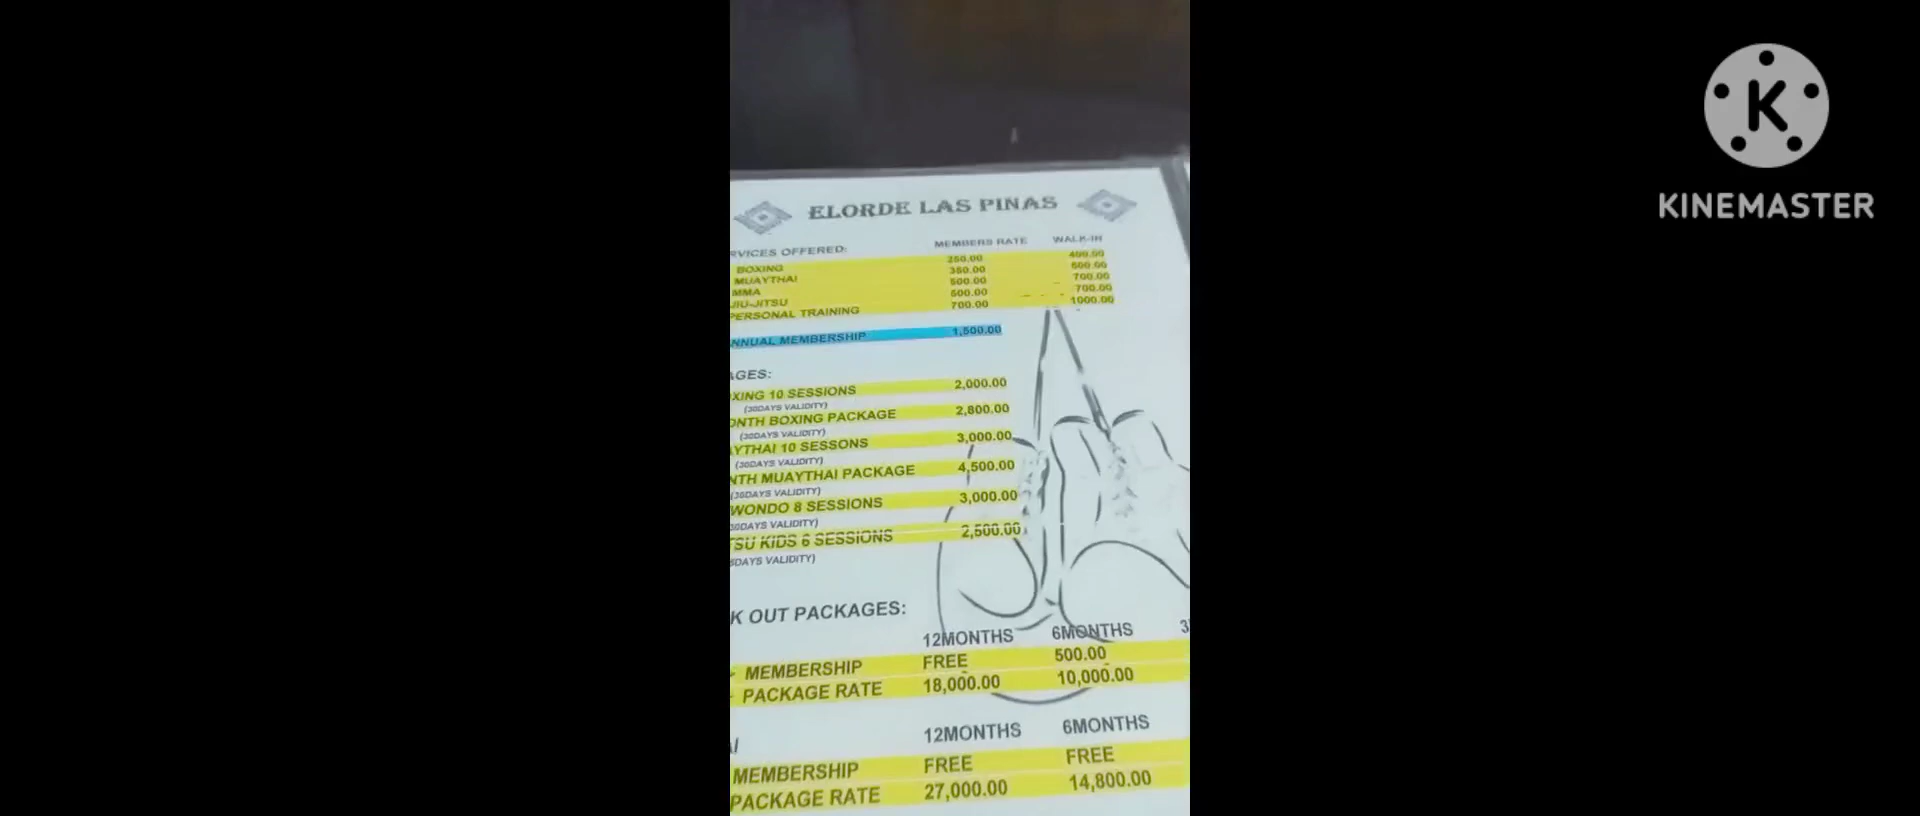 K
KINEMASTER
ELORDE LAS PINAS
RVICES OFFERED: MEMBERS RATE WALK-IN
BOXING 250.00 400.00
MUAYTHAI 350.00 500.00
MMA 500.00 700.00
JIU-JITSU 500.00 700.00
PERSONAL TRAINING 700.00 1000.00
NNUAL MEMBERSHIP 1,500.00
AGES:
XING 10 SESSIONS 2,000.00
(30DAYS VALIDITY)
ONTH BOXING PACKAGE 2,800.00
(30DAYS VALIDITY)
YTHAI 10 SESSONS 3,000.00
(30DAYS VALIDITY)
NTH MUAYTHAI PACKAGE 4,500.00
(30DAYS VALIDITY)
WONDO 8 SESSIONS 3,000.00
30DAYS VALIDITY)
TSU KIDS 6 SESSIONS 2,500.00
DAYS VALIDITY)
K OUT PACKAGES:
12MONTHS 6MONTHS 3
MEMBERSHIP FREE 500.00
PACKAGE RATE 18,000.00 10,000.00
12MONTHS 6MONTHS
MEMBERSHIP FREE FREE
PACKAGE RATE 27,000.00 14,800.00